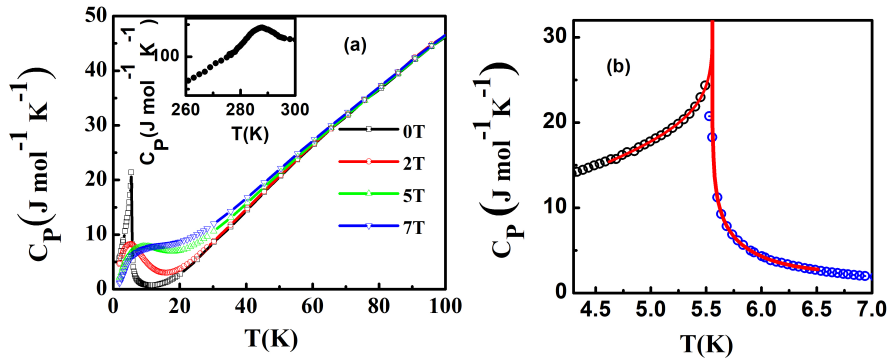 50
40
30
20
10
0
0 20 40 60 80 100
C_P(J mol^-1 K^-1)
T(K)
(a)
100
260 280 300
C_P(J mol^-1 K^-1)
T(K)
0T
2T
5T
7T
30
20
10
0
4.5 5.0 5.5 6.0 6.5 7.0
C_P (J mol^-1 K^-1)
T(K)
(b)